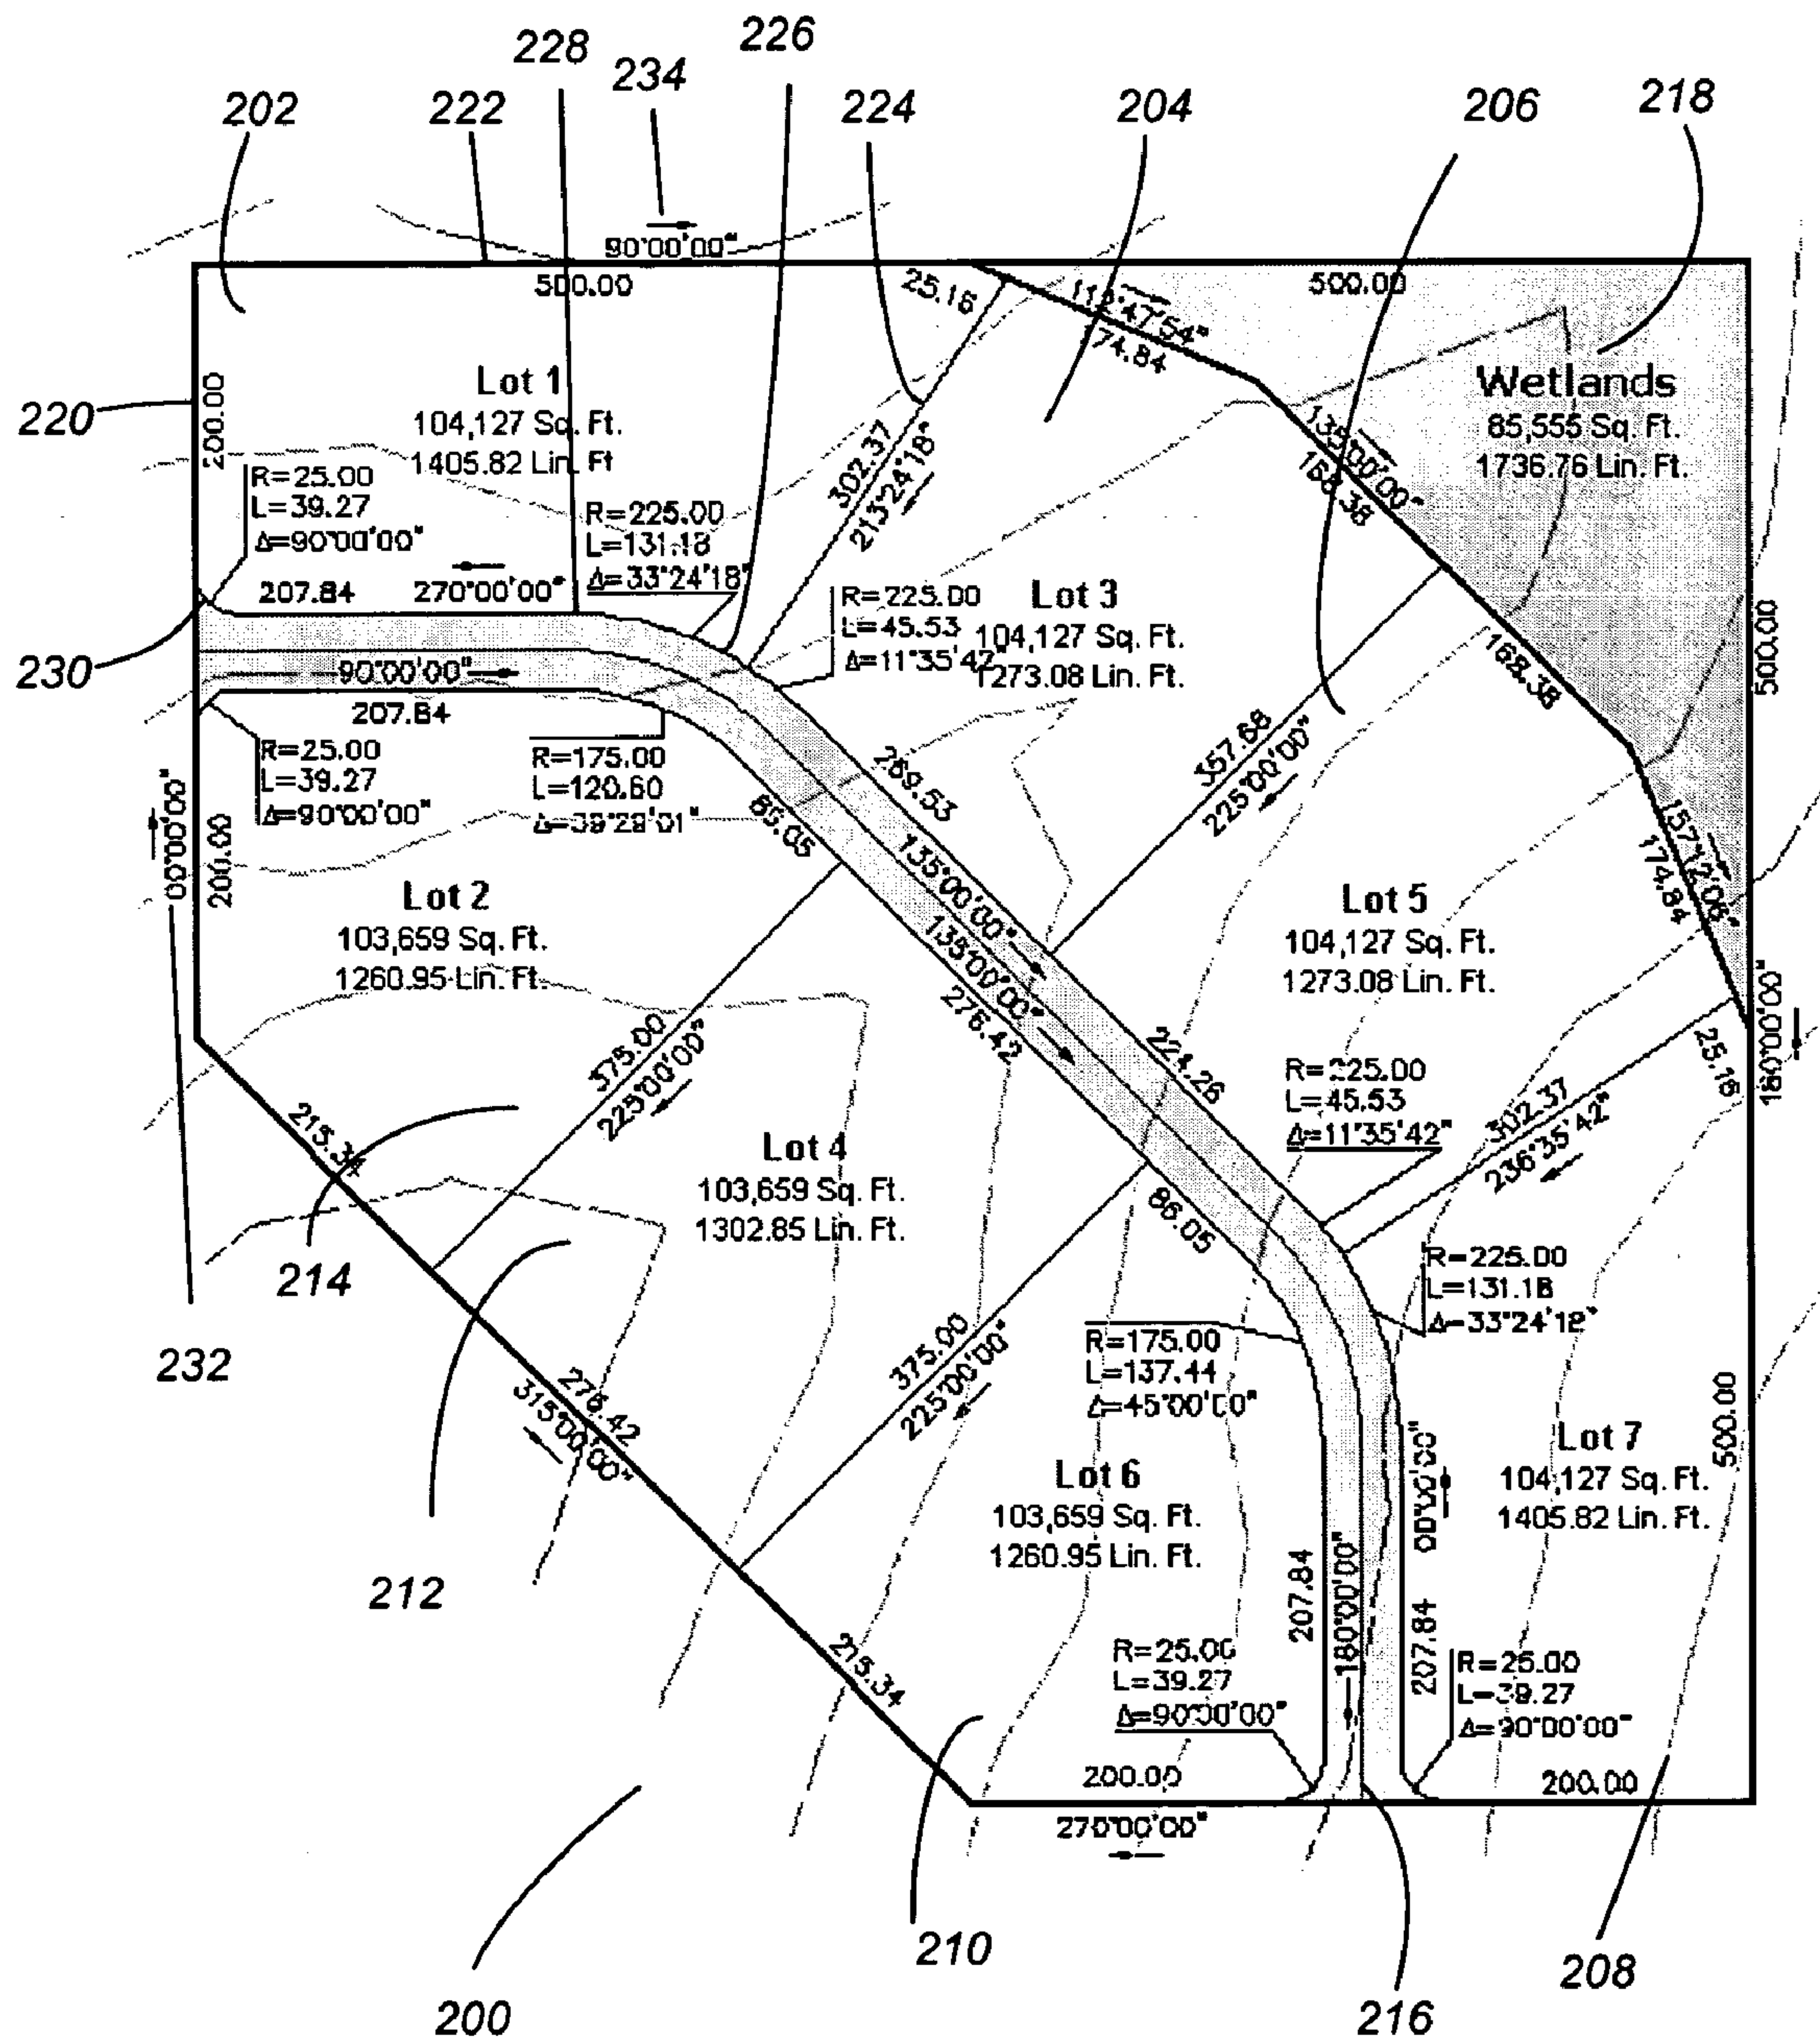 226
228
234
202
222
224
204
206
218
90°00'00"
500.00
25.16
112°47'54"
174.84
500.00
Lot 1
104,127 Sq. Ft.
1405.82 Lin. Ft
220
200.00
Wetlands
85,555 Sq. Ft.
1736.76 Lin. Ft.
135°00'00"
168.38
302.37
213°24'18"
R=25.00
L=39.27
Δ=90°00'00"
R=225.00
L=131.18
Δ=33°24'18"
207.84
270°00'00"
R=225.00
L=45.53
Δ=11°35'42"
Lot 3
104,127 Sq. Ft.
1273.08 Lin. Ft.
230
90°00'00"
207.84
168.38
500.00
R=25.00
L=39.27
Δ=90°00'00"
R=175.00
L=120.60
Δ=39°29'01"
86.05
269.53
357.68
225°00'00"
00°00'00"
200.00
157°12'06"
174.84
Lot 2
103,659 Sq. Ft.
1260.95 Lin. Ft.
135°00'00"
135°00'00"
276.42
Lot 5
104,127 Sq. Ft.
1273.08 Lin. Ft.
375.00
225°00'00"
224.26
25.16
180°00'00"
215.34
Lot 4
103,659 Sq. Ft.
1302.85 Lin. Ft.
R=225.00
L=45.53
Δ=11°35'42"
302.37
236°35'42"
86.05
214
R=225.00
L=131.18
Δ=33°24'18"
232
375.00
225°00'00"
R=175.00
L=137.44
Δ=45°00'00"
276.42
315°00'00"
00°00'00"
500.00
Lot 7
104,127 Sq. Ft.
1405.82 Lin. Ft.
Lot 6
103,659 Sq. Ft.
1260.95 Lin. Ft.
212
207.84
180°00'00"
207.84
215.34
R=25.00
L=39.27
Δ=90°00'00"
R=25.00
L=39.27
Δ=90°00'00"
200.00
200.00
270°00'00"
210
208
200
216